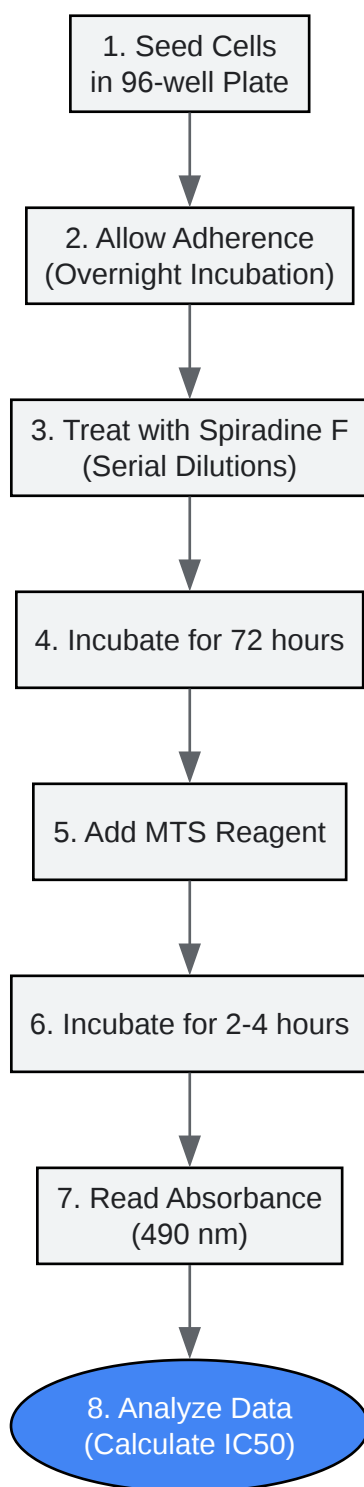 1. Seed Cells
in 96-well Plate
2. Allow Adherence
(Overnight Incubation)
3. Treat with Spiradine F
(Serial Dilutions)
4. Incubate for 72 hours
5. Add MTS Reagent
6. Incubate for 2-4 hours
7. Read Absorbance
(490 nm)
8. Analyze Data
(Calculate IC50)